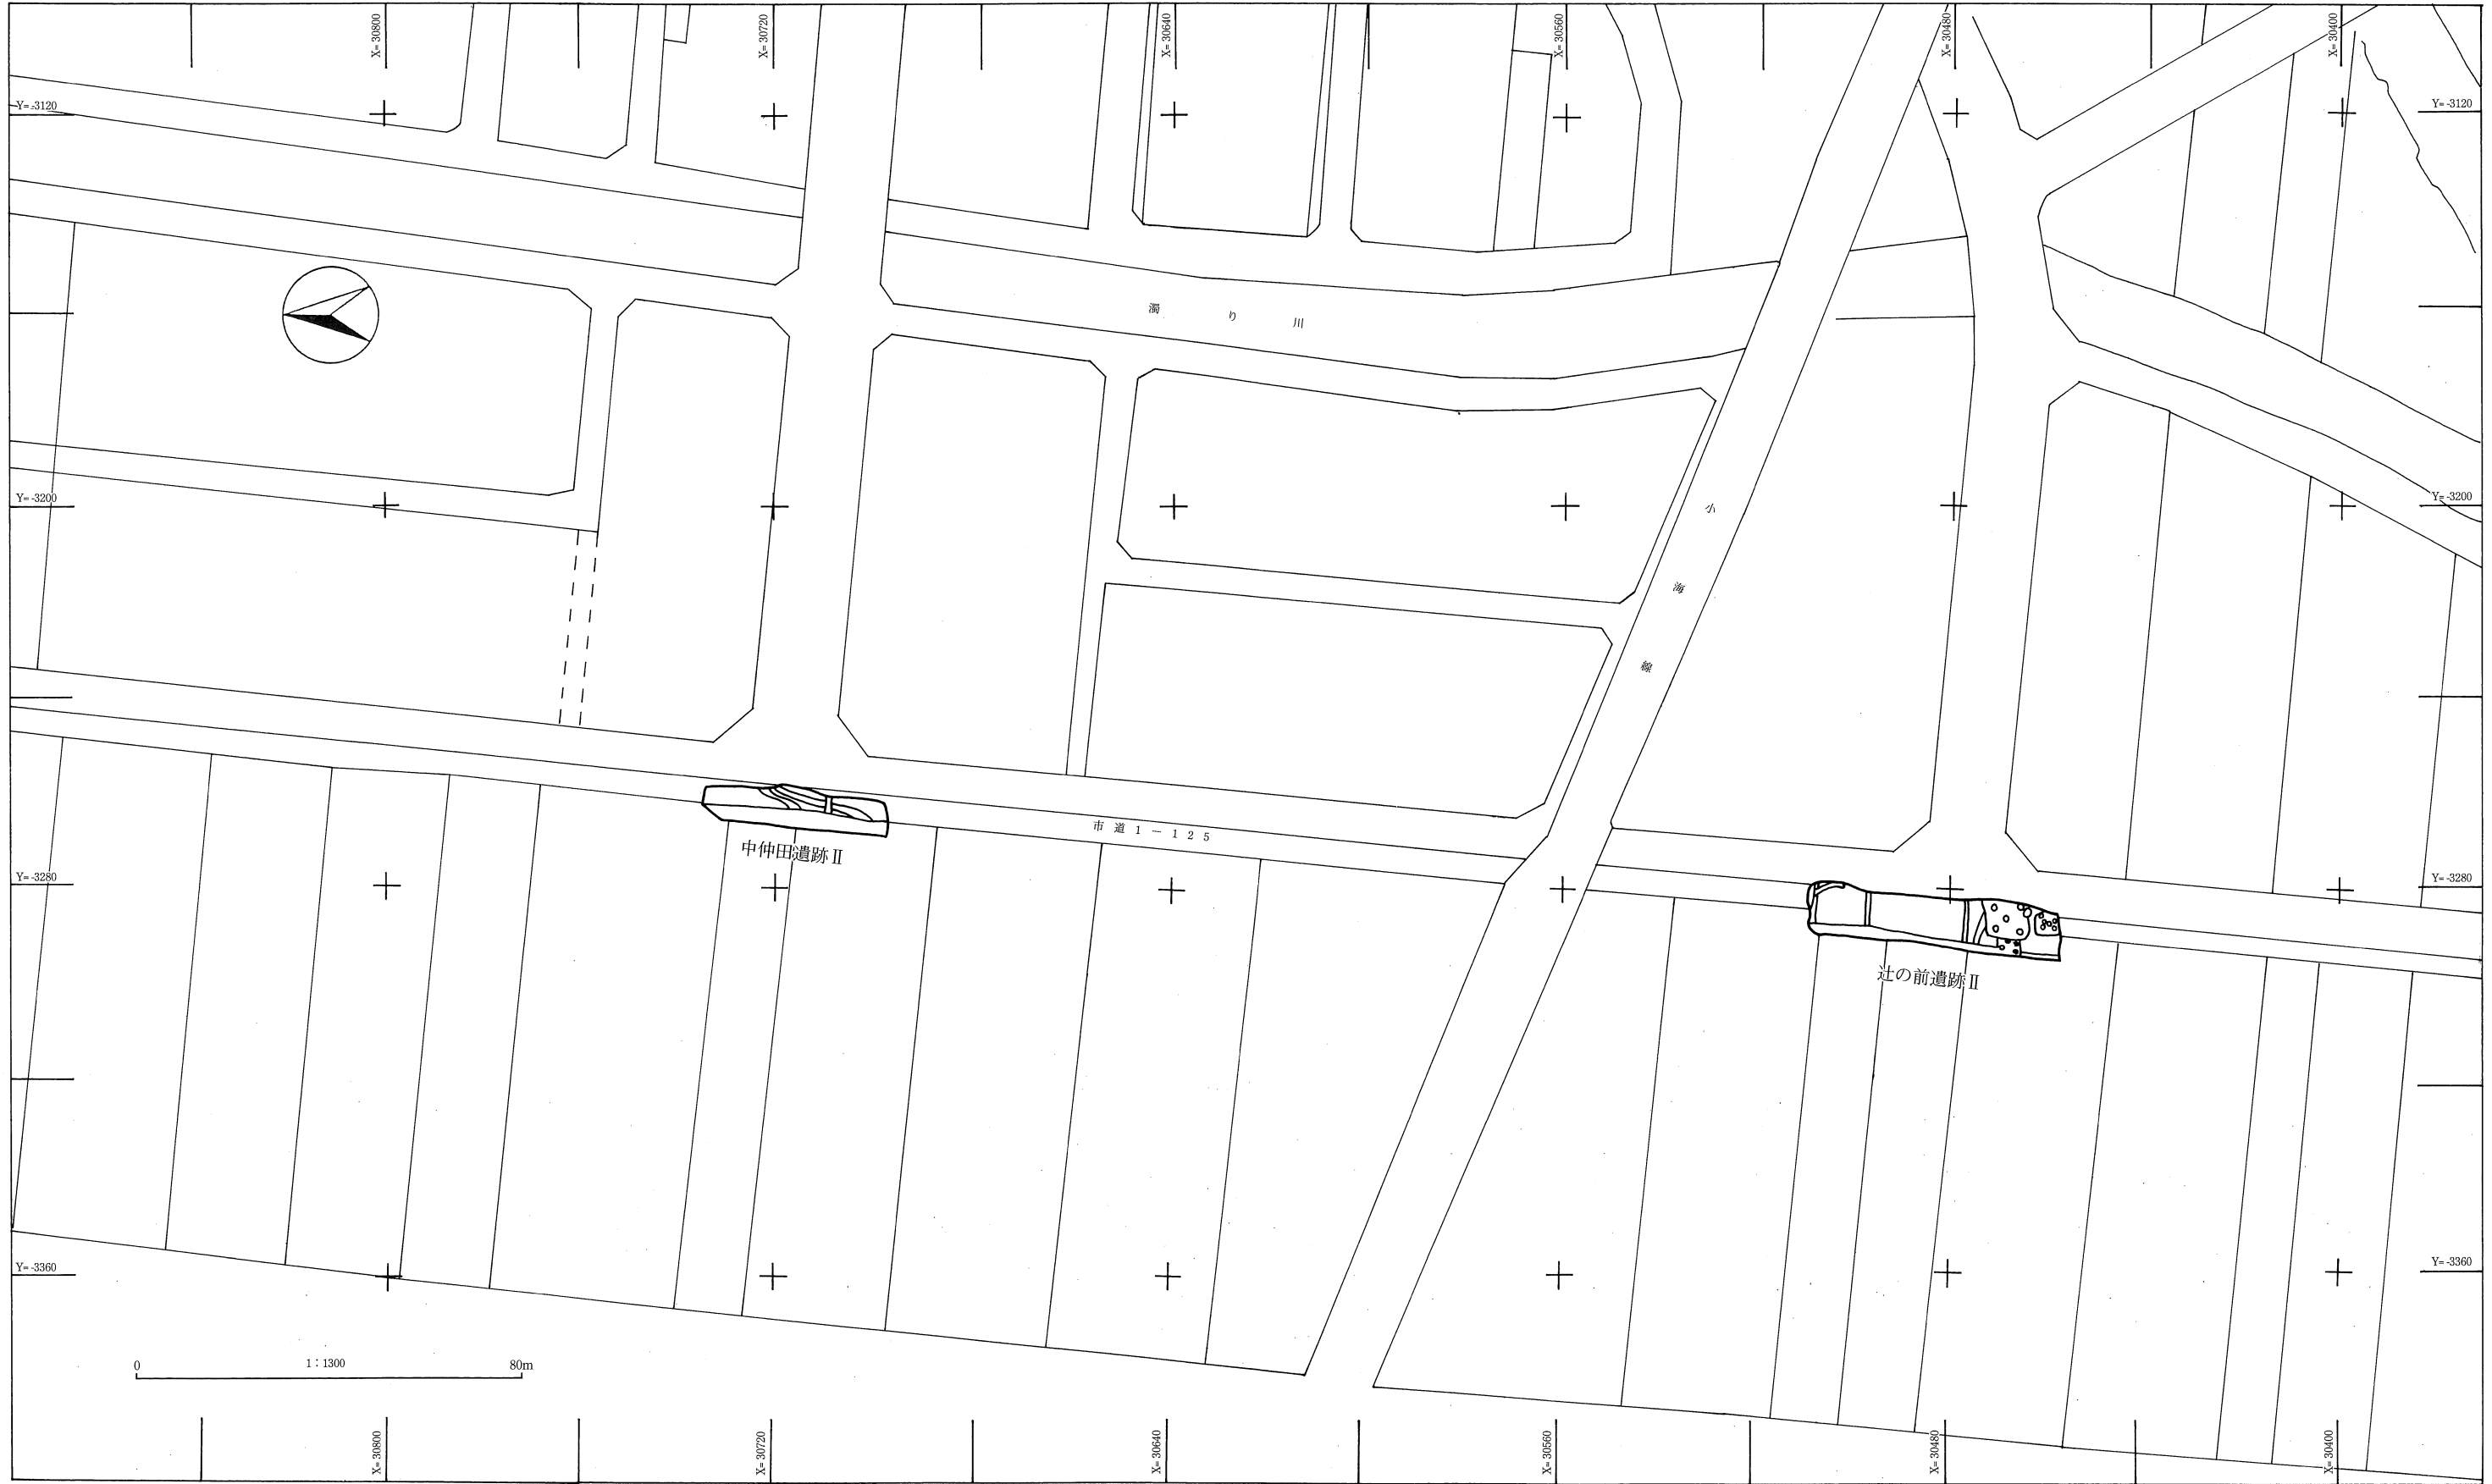 X= 30800
X= 30720
X= 30640
X= 30560
X= 30480
X= 30400
Y= -3120
Y= -3120
濁り川
Y= -3200
Y= -3200
小海線
市道1－125
中仲田遺跡Ⅱ
Y= -3280
Y= -3280
辻の前遺跡Ⅱ
Y= -3360
Y= -3360
0
1：1300
80m
X= 30800
X= 30720
X= 30640
X= 30560
X= 30480
X= 30400